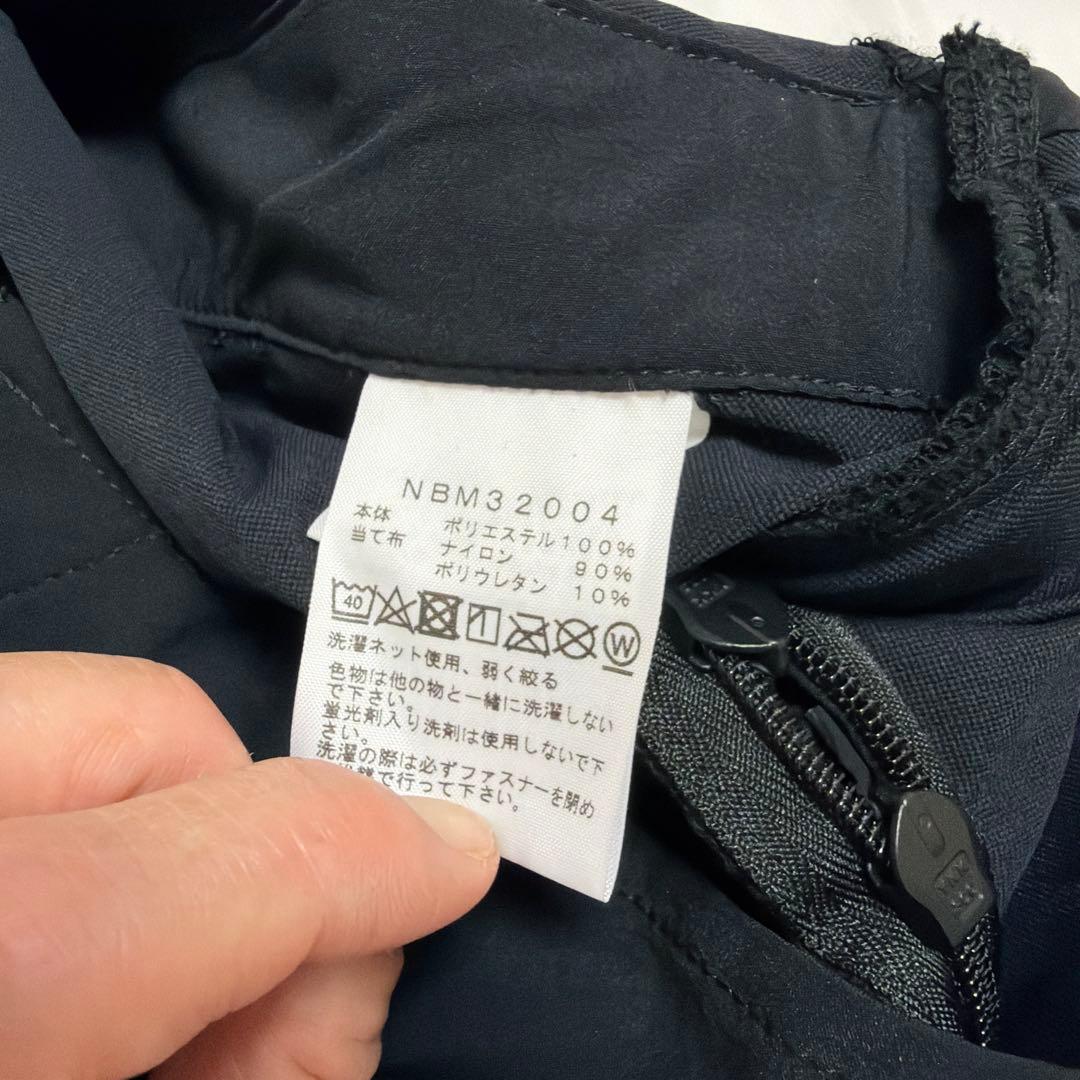 NBM32004
本体 ポリエステル100%
当て布 ナイロン 90%
ポリウレタン 10%
40 W
洗濯ネット使用、弱く絞る
色物は他の物と一緒に洗濯しない
で下さい。
蛍光剤入り洗剤は使用しないで下
さい。
洗濯の際は必ずファスナーを閉め
で行って下さい。